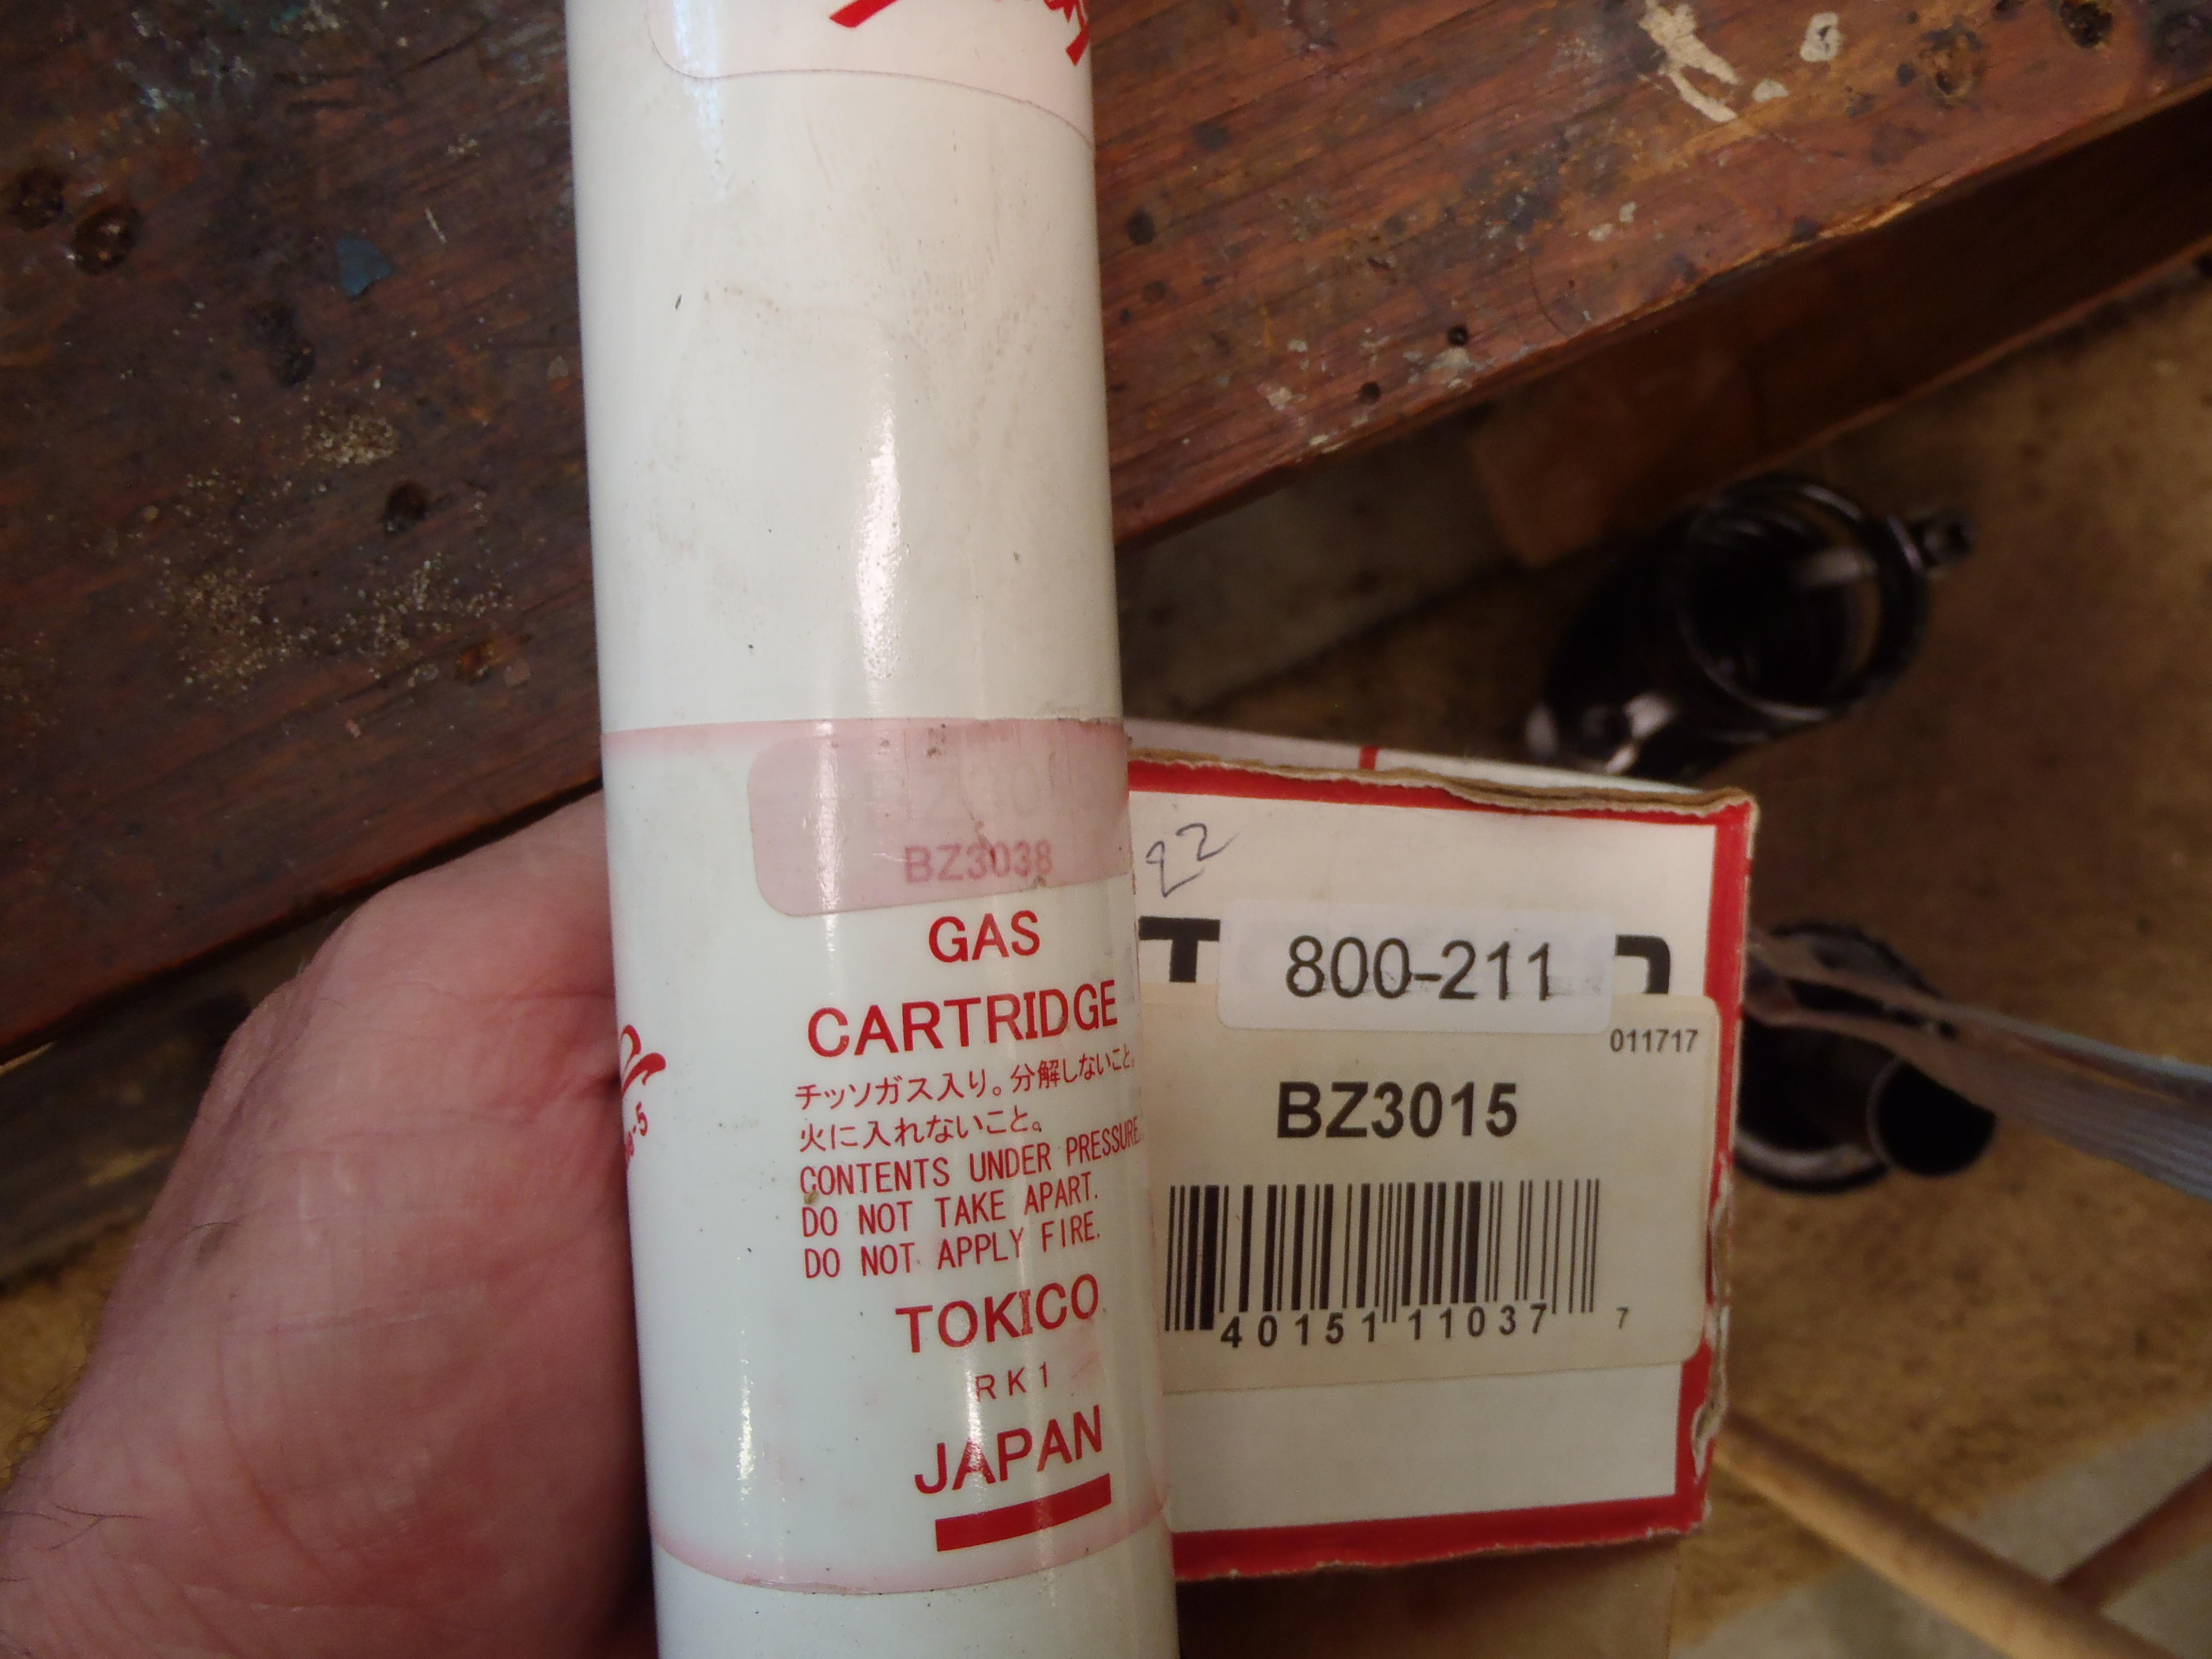 BZ3038
GAS
CARTRIDGE
チッソガス入り。分解しないこと。
火に入れないこと。
CONTENTS UNDER PRESSURE.
DO NOT TAKE APART.
DO NOT APPLY FIRE.
TOKICO
RK1
JAPAN
22
800-211
011717
BZ3015
40151 11037 7